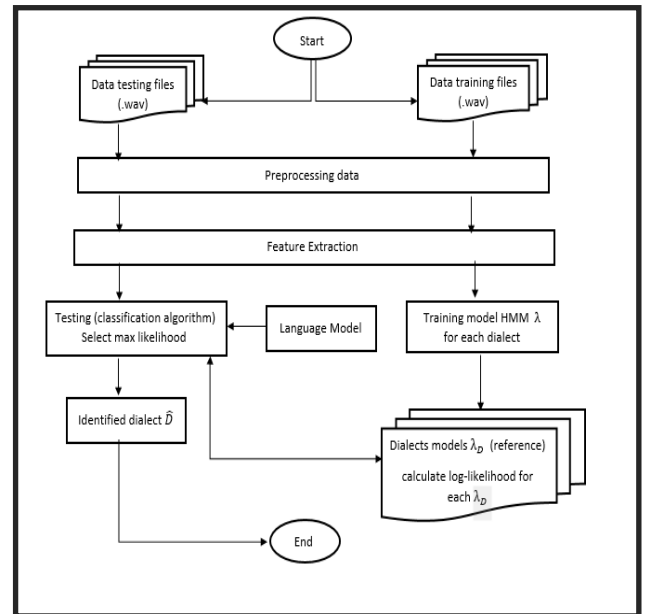 Start
Data testing files
(.wav)
Data training files
(.wav)
Preprocessing data
Feature Extraction
Testing (classification algorithm)
Select max likelihood
Language Model
Training model HMM λ
for each dialect
Identified dialect D̂
Dialects models λ_D (reference)
calculate log-likelihood for
each λ_D
End